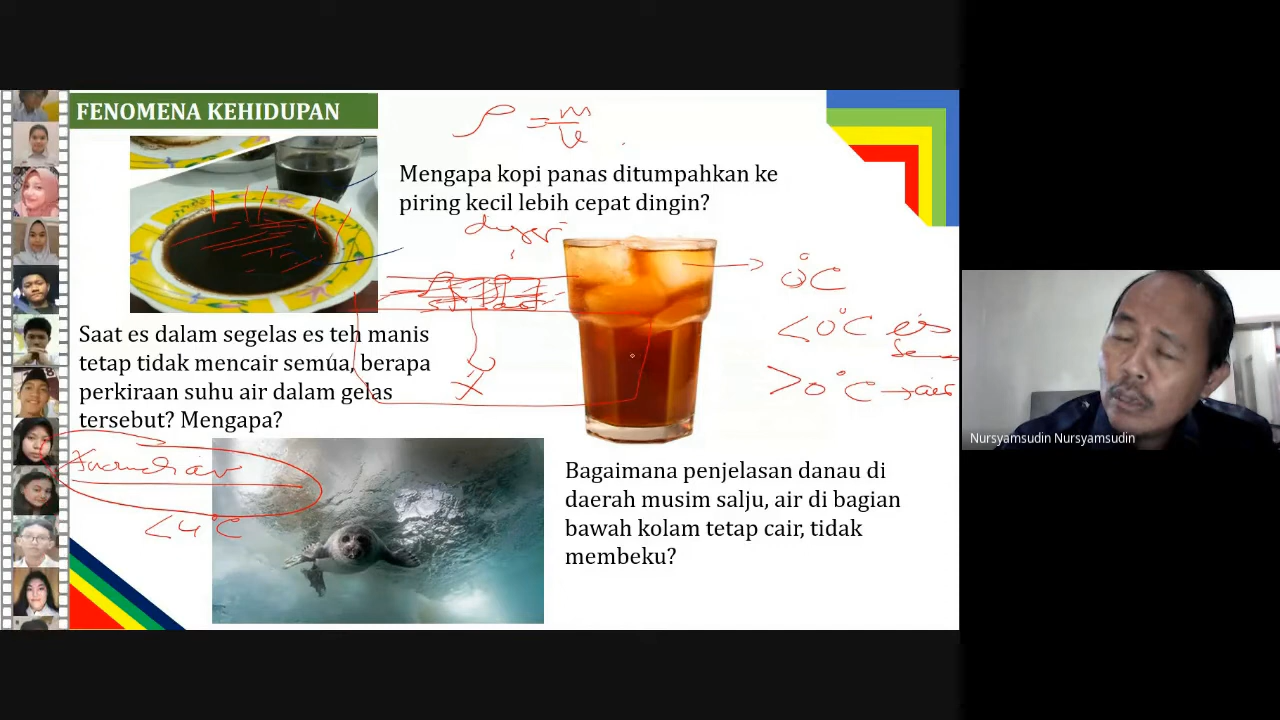 FENOMENA KEHIDUPAN
ρ = m/v
Mengapa kopi panas ditumpahkan ke
piring kecil lebih cepat dingin?
0°C
<0°C es
>0°C → air
Saat es dalam segelas es teh manis
tetap tidak mencair semua, berapa
perkiraan suhu air dalam gelas
tersebut? Mengapa?
<4°C
Bagaimana penjelasan danau di
daerah musim salju, air di bagian
bawah kolam tetap cair, tidak
membeku?
Nursyamsudin Nursyamsudin